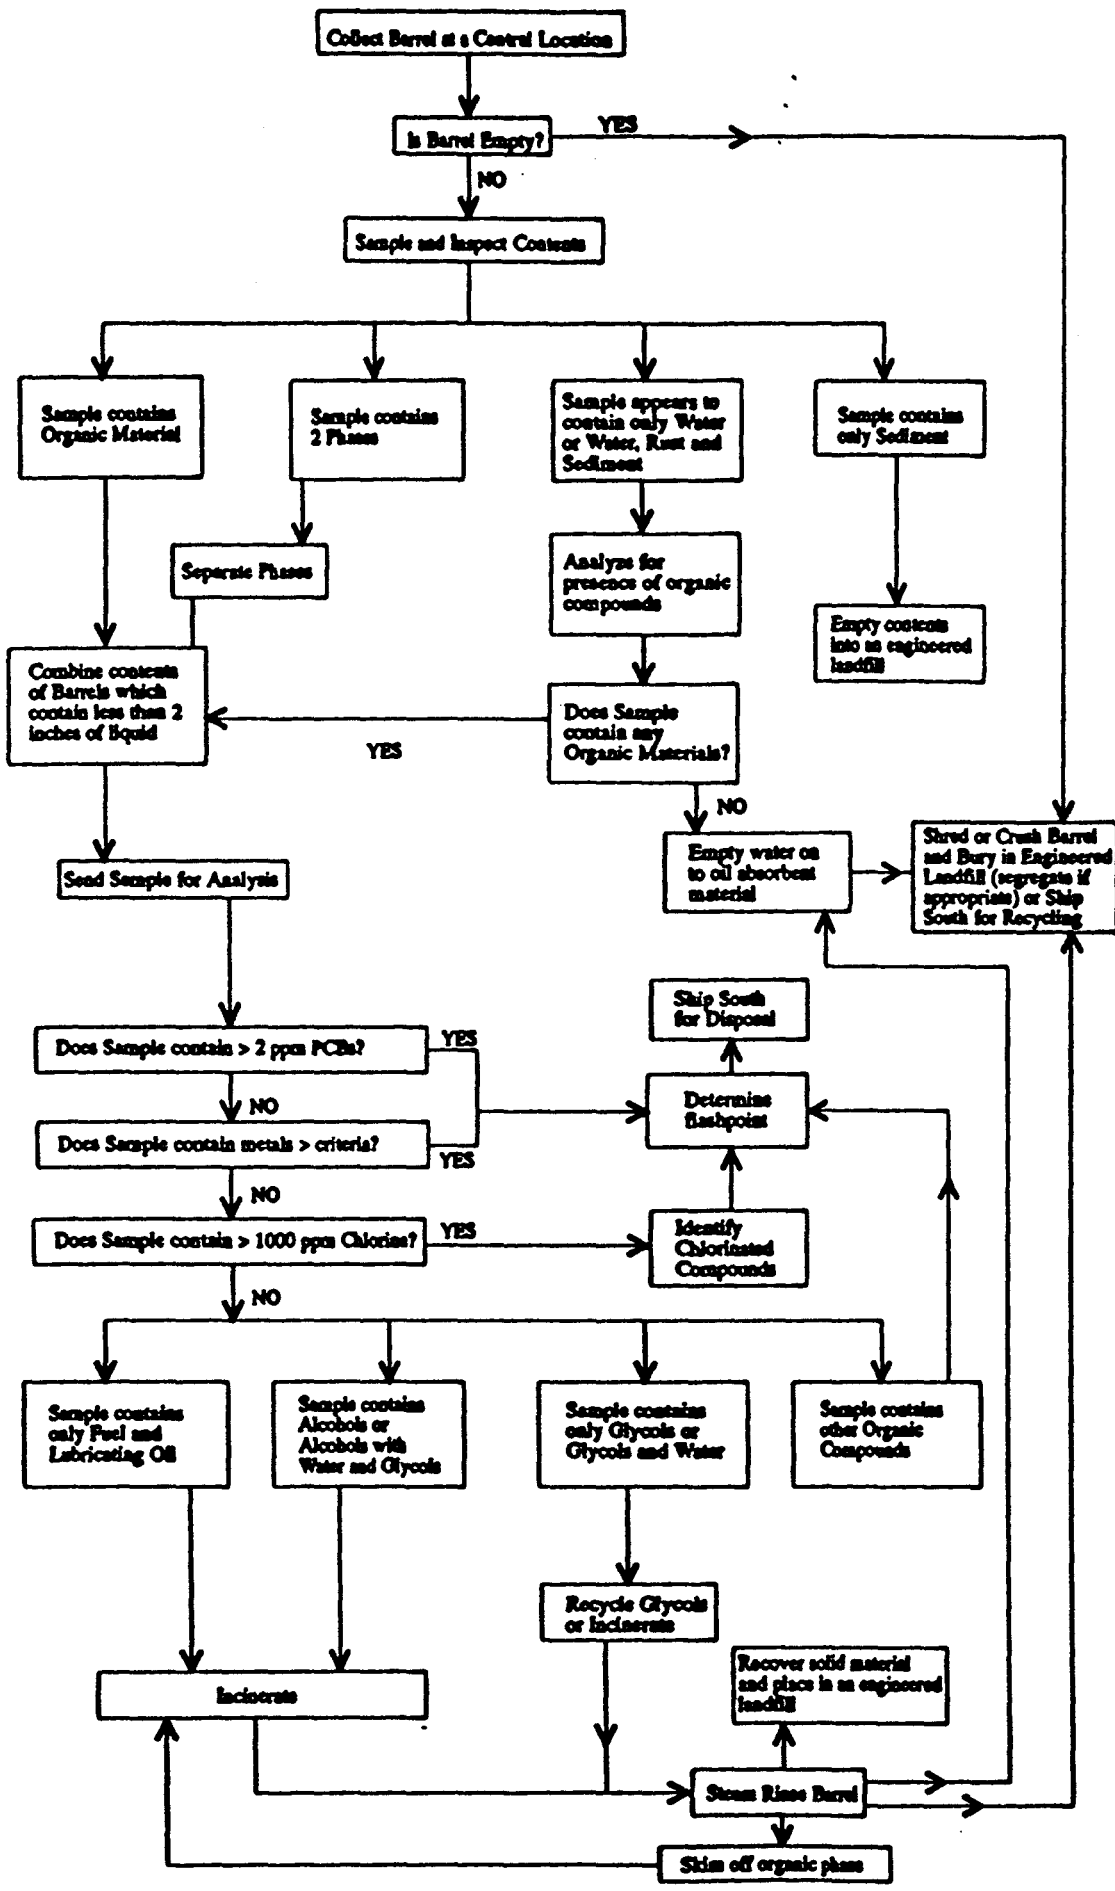 Collect Barrel at a Central Location
Is Barrel Empty?
YES
NO
Sample and Inspect Contents
Sample contains
Organic Material
Sample contains
2 Phases
Sample appears to
contain only Water
or Water, Rust and
Sediment
Sample contains
only Sediment
Separate Phases
Analyze for
presence of organic
compounds
Empty contents
into an engineered
landfill
Combine contents
of Barrels which
contain less than 2
inches of liquid
Does Sample
contain any
Organic Materials?
YES
NO
Send Sample for Analysis
Empty water on
to oil absorbent
material
Shred or Crush Barrel
and Bury in Engineered
Landfill (segregate if
appropriate) or Ship
South for Recycling
Ship South
for Disposal
Does Sample contain > 2 ppm PCBs?
YES
NO
Determine
flashpoint
Does Sample contain metals > criteria?
YES
NO
Does Sample contain > 1000 ppm Chlorine?
YES
Identify
Chlorinated
Compounds
NO
Sample contains
only Fuel and
Lubricating Oil
Sample contains
Alcohols or
Alcohols with
Water and Glycols
Sample contains
only Glycols or
Glycols and Water
Sample contains
other Organic
Compounds
Recycle Glycols
or Incinerate
Incinerate
Recover solid material
and place in an engineered
landfill
Steam Rinse Barrel
Skim off organic phase